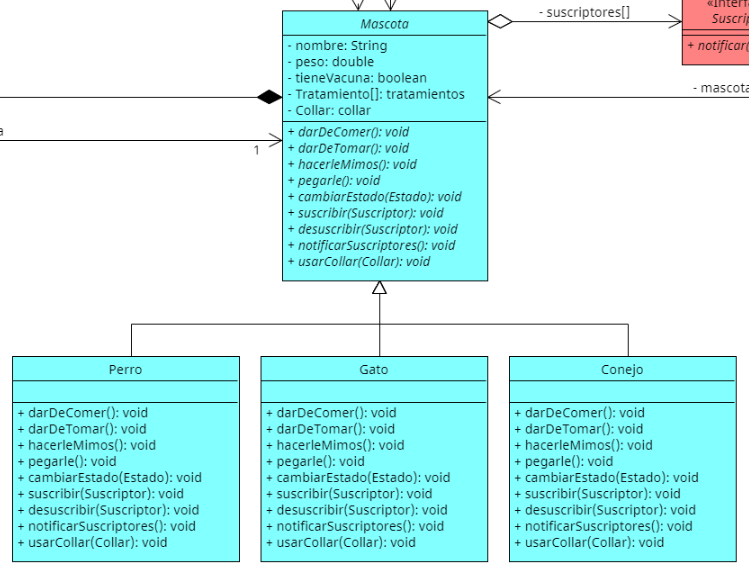 - suscriptores[]
«Interf
Suscrip
+ notificar(
Mascota
- nombre: String
- peso: double
- tieneVacuna: boolean
- Tratamiento[]: tratamientos
- Collar: collar
+ darDeComer(): void
+ darDeTomar(): void
+ hacerleMimos(): void
+ pegarle(): void
+ cambiarEstado(Estado): void
+ suscribir(Suscriptor): void
+ desuscribir(Suscriptor): void
+ notificarSuscriptores(): void
+ usarCollar(Collar): void
- mascota
a
1
Perro
+ darDeComer(): void
+ darDeTomar(): void
+ hacerleMimos(): void
+ pegarle(): void
+ cambiarEstado(Estado): void
+ suscribir(Suscriptor): void
+ desuscribir(Suscriptor): void
+ notificarSuscriptores(): void
+ usarCollar(Collar): void
Gato
+ darDeComer(): void
+ darDeTomar(): void
+ hacerleMimos(): void
+ pegarle(): void
+ cambiarEstado(Estado): void
+ suscribir(Suscriptor): void
+ desuscribir(Suscriptor): void
+ notificarSuscriptores(): void
+ usarCollar(Collar): void
Conejo
+ darDeComer(): void
+ darDeTomar(): void
+ hacerleMimos(): void
+ pegarle(): void
+ cambiarEstado(Estado): void
+ suscribir(Suscriptor): void
+ desuscribir(Suscriptor): void
+ notificarSuscriptores(): void
+ usarCollar(Collar): void